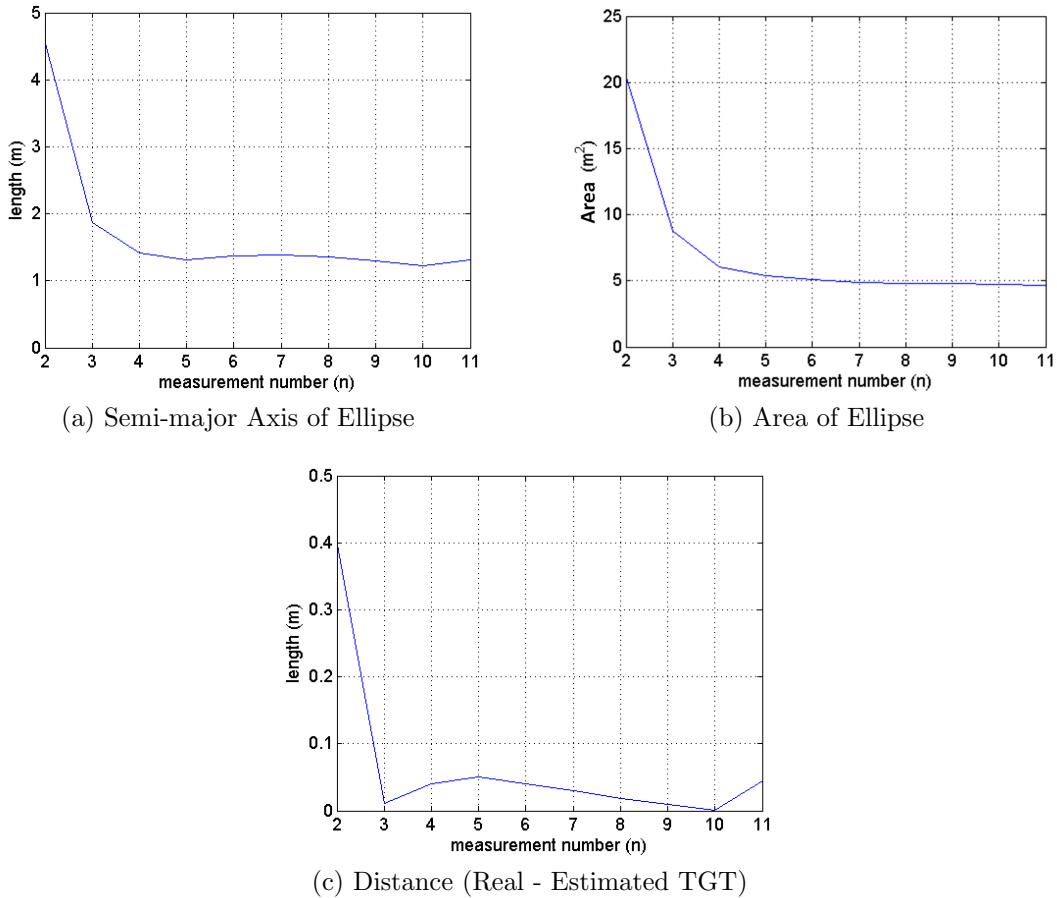 5
4
3
2
1
0
length (m)
2 3 4 5 6 7 8 9 10 11
measurement number (n)
(a) Semi-major Axis of Ellipse
25
20
15
10
5
0
Area (m²)
2 3 4 5 6 7 8 9 10 11
measurement number (n)
(b) Area of Ellipse
0.5
0.4
0.3
0.2
0.1
0
length (m)
2 3 4 5 6 7 8 9 10 11
measurement number (n)
(c) Distance (Real - Estimated TGT)